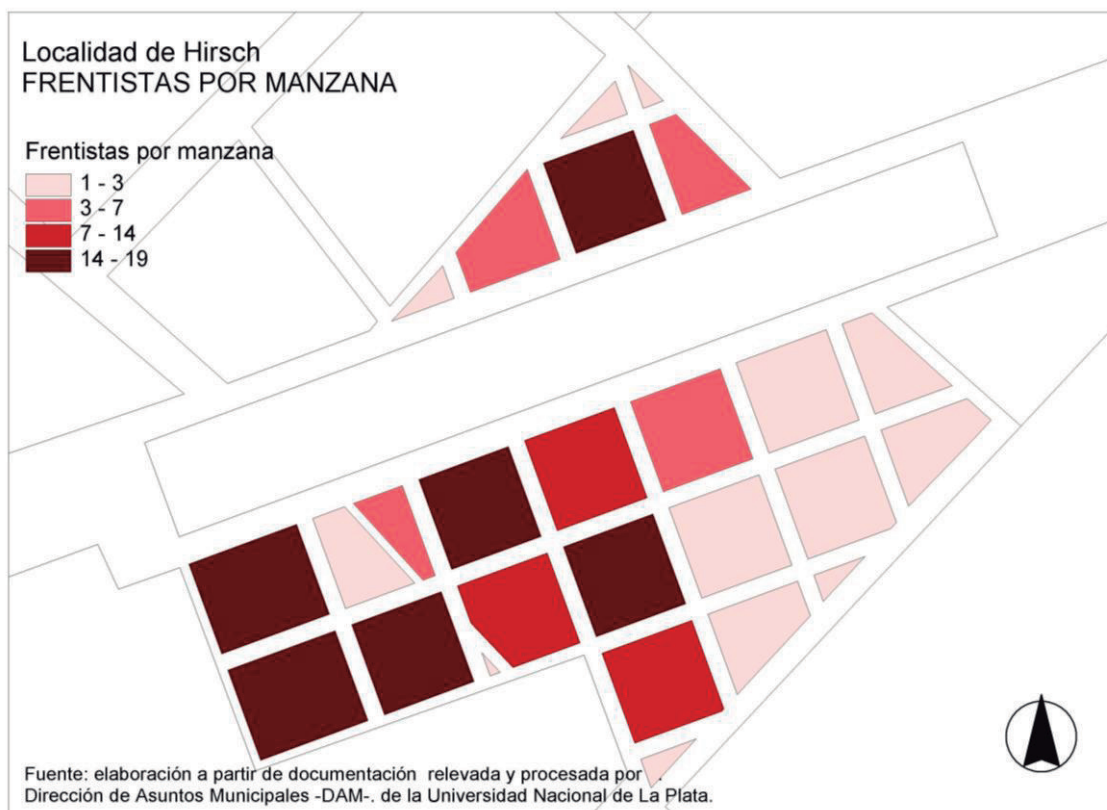 Localidad de Hirsch
FRENTISTAS POR MANZANA
Frentistas por manzana
1 - 3
3 - 7
7 - 14
14 - 19
Fuente: elaboración a partir de documentación relevada y procesada por
Dirección de Asuntos Municipales -DAM-. de la Universidad Nacional de La Plata.